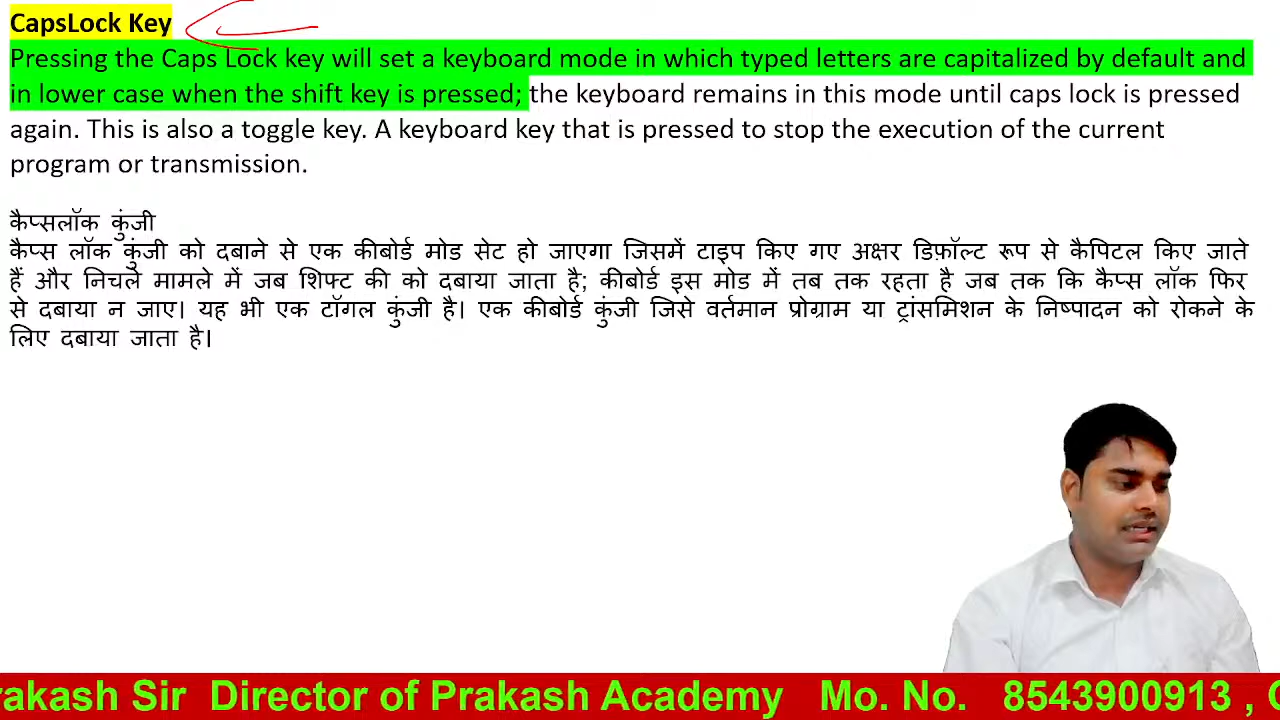 CapsLock Key
Pressing the Caps Lock key will set a keyboard mode in which typed letters are capitalized by default and
in lower case when the shift key is pressed; the keyboard remains in this mode until caps lock is pressed
again. This is also a toggle key. A keyboard key that is pressed to stop the execution of the current
program or transmission.
कैप्सलॉक कुंजी
कैप्स लॉक कुंजी को दबाने से एक कीबोर्ड मोड सेट हो जाएगा जिसमें टाइप किए गए अक्षर डिफ़ॉल्ट रूप से कैपिटल किए जाते
हैं और निचले मामले में जब शिफ्ट की को दबाया जाता है; कीबोर्ड इस मोड में तब तक रहता है जब तक कि कैप्स लॉक फिर
से दबाया न जाए। यह भी एक टॉगल कुंजी है। एक कीबोर्ड कुंजी जिसे वर्तमान प्रोग्राम या ट्रांसमिशन के निष्पादन को रोकने के
लिए दबाया जाता है।
rakash Sir Director of Prakash Academy Mo. No. 8543900913 ,